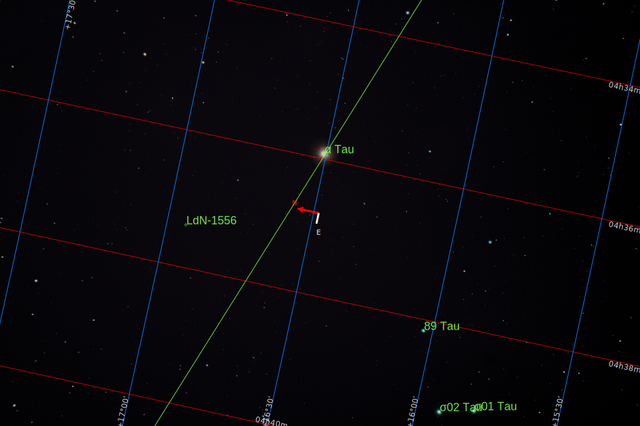 +17°30'
04h34m
α Tau
LdN-1556
N
E
04h36m
89 Tau
04h38m
σ02 Tau
σ01 Tau
+17°00'
04h40m
+16°30'
+16°00'
+15°30'